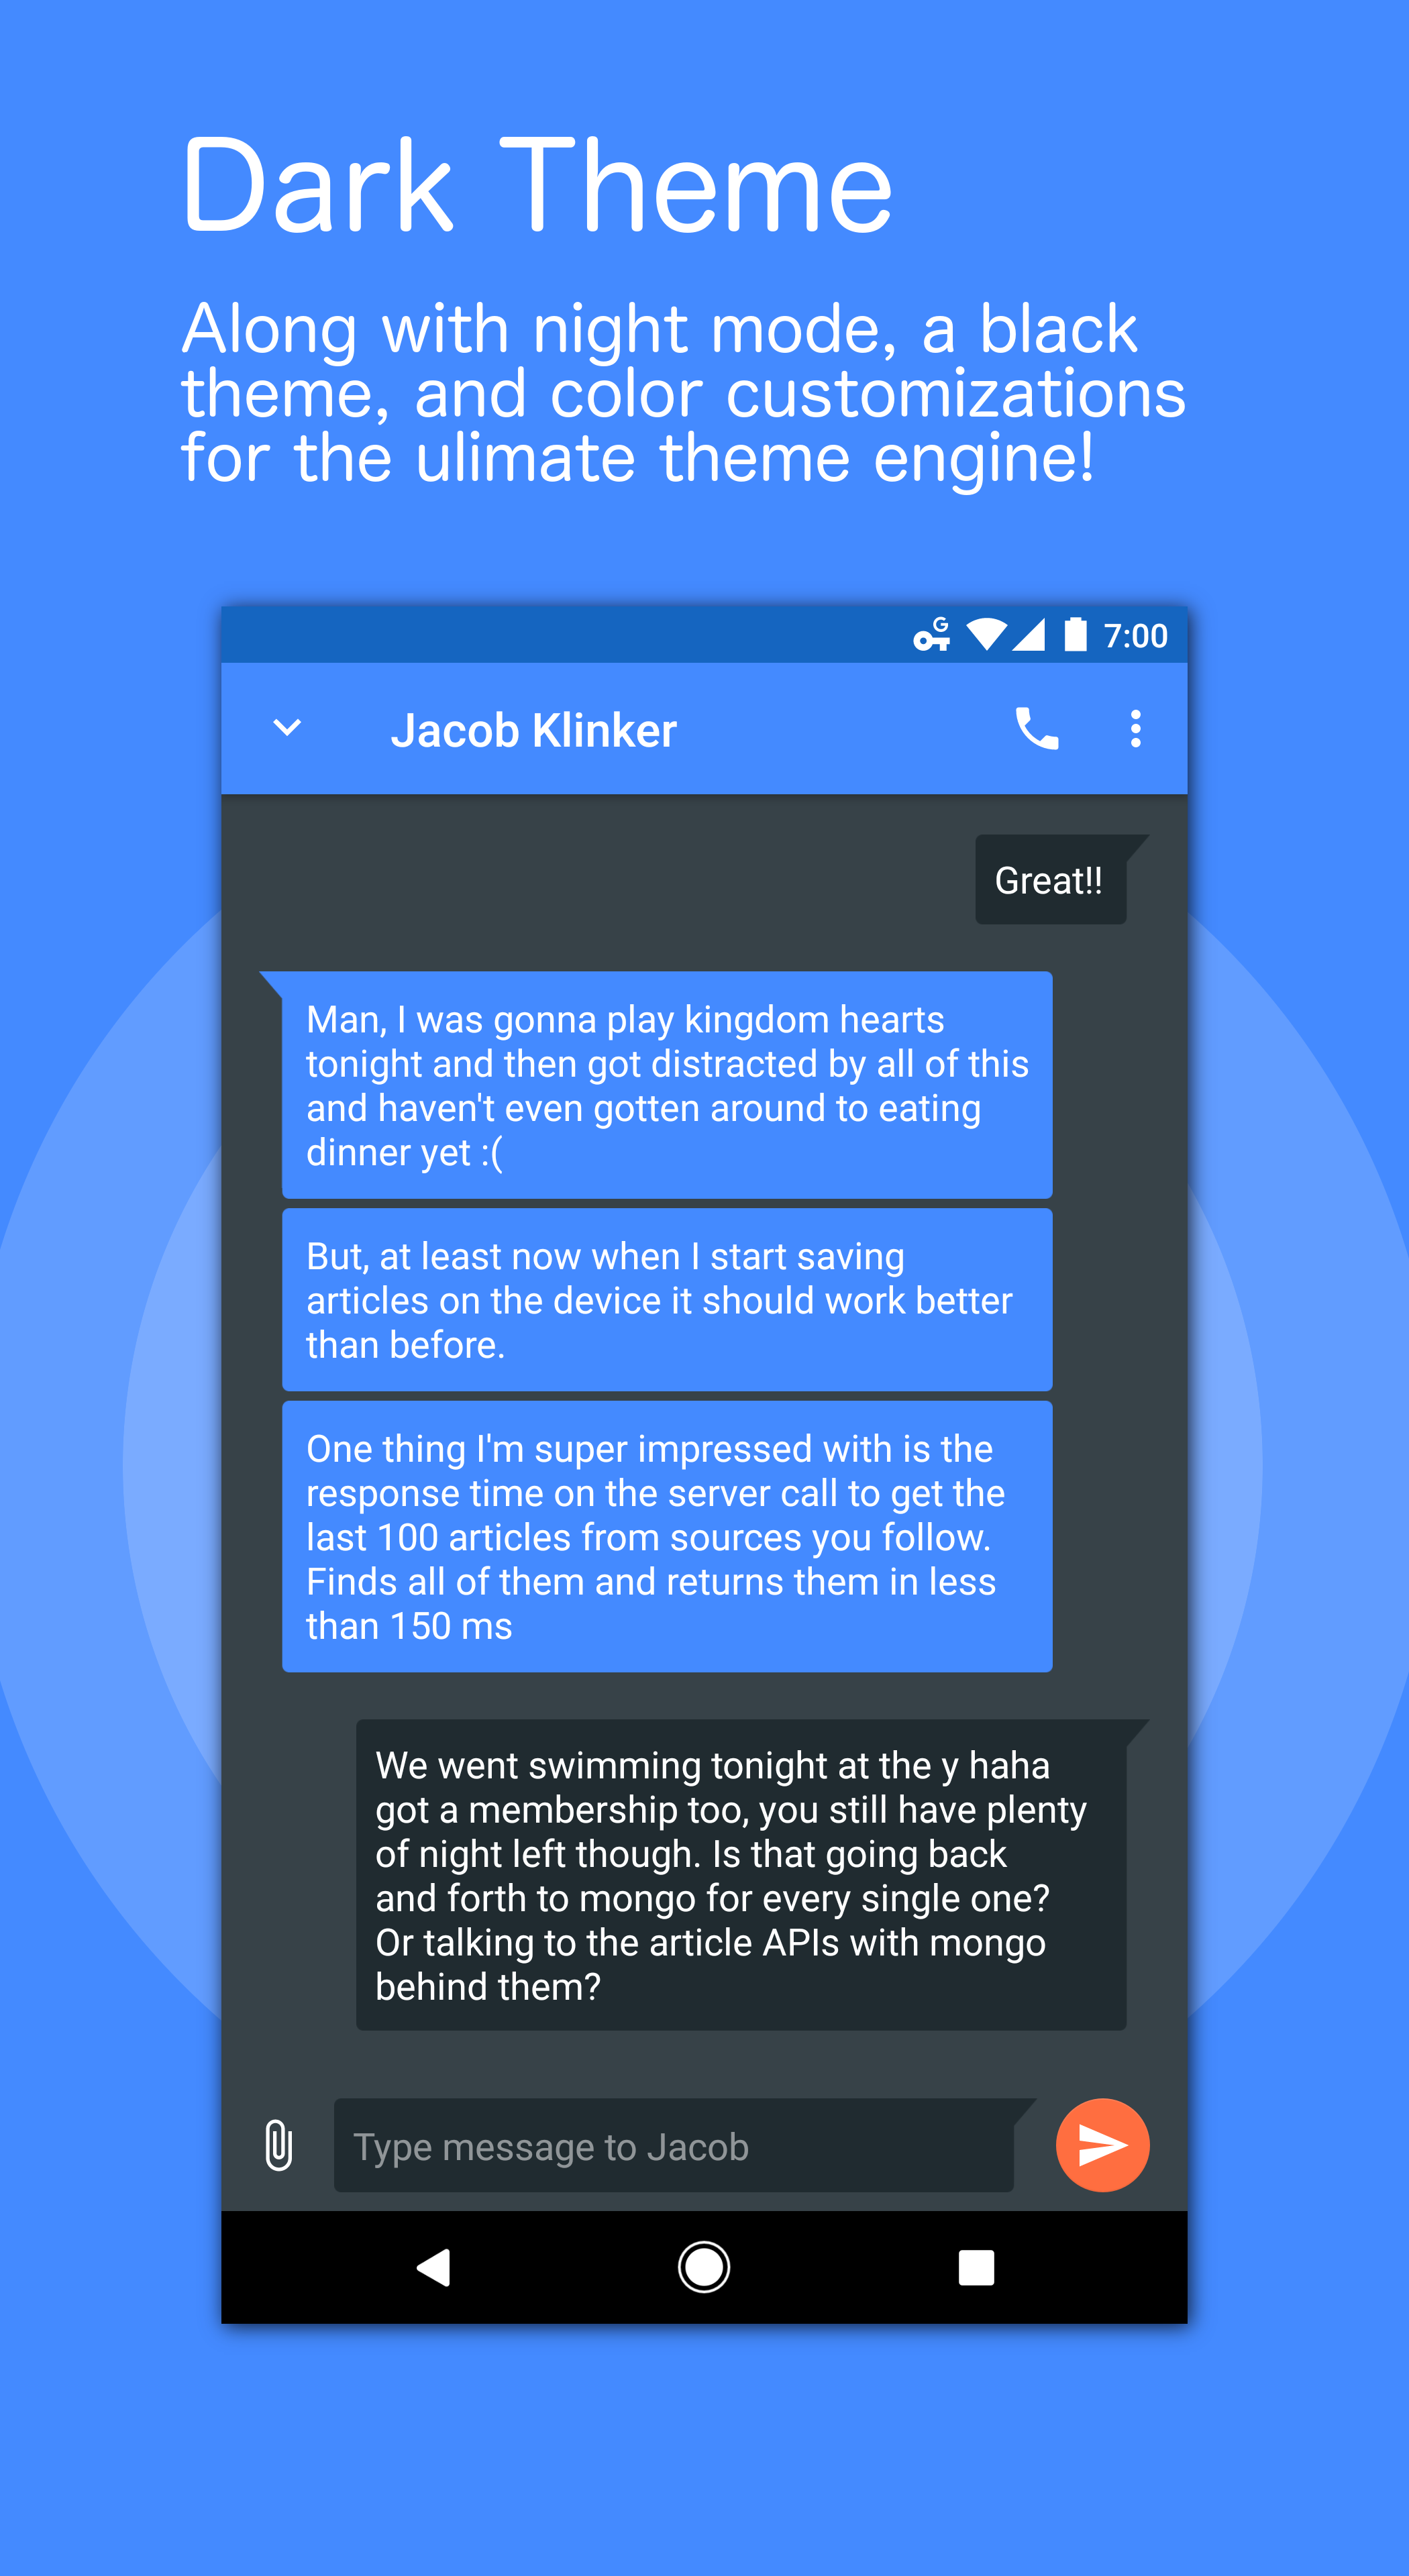 Dark Theme
Along with night mode, a black
theme, and color customizations
for the ulimate theme engine!
G
7:00
Jacob Klinker
Great!!
Man, I was gonna play kingdom hearts
tonight and then got distracted by all of this
and haven't even gotten around to eating
dinner yet :(
But, at least now when I start saving
articles on the device it should work better
than before.
One thing I'm super impressed with is the
response time on the server call to get the
last 100 articles from sources you follow.
Finds all of them and returns them in less
than 150 ms
We went swimming tonight at the y haha
got a membership too, you still have plenty
of night left though. Is that going back
and forth to mongo for every single one?
Or talking to the article APIs with mongo
behind them?
Type message to Jacob